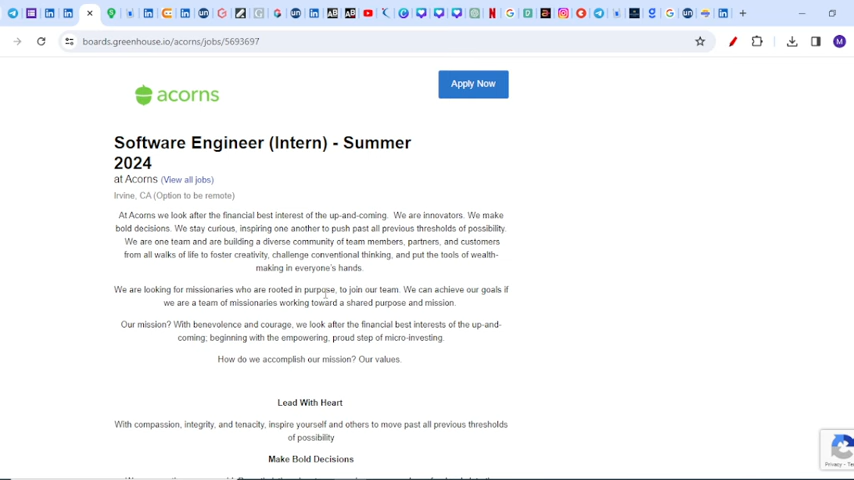 boards.greenhouse.io/acorns/jobs/5693697
M
acorns
Apply Now
Software Engineer (Intern) - Summer
2024
at Acorns (View all jobs)
Irvine, CA (Option to be remote)
At Acorns we look after the financial best interest of the up-and-coming. We are innovators. We make
bold decisions. We stay curious, inspiring one another to push past all previous thresholds of possibility.
We are one team and are building a diverse community of team members, partners, and customers
from all walks of life to foster creativity, challenge conventional thinking, and put the tools of wealth-
making in everyone's hands.
We are looking for missionaries who are rooted in purpose, to join our team. We can achieve our goals if
we are a team of missionaries working toward a shared purpose and mission.
Our mission? With benevolence and courage, we look after the financial best interests of the up-and-
coming; beginning with the empowering, proud step of micro-investing.
How do we accomplish our mission? Our values.
Lead With Heart
With compassion, integrity, and tenacity, inspire yourself and others to move past all previous thresholds
of possibility
Make Bold Decisions
Privacy - Te